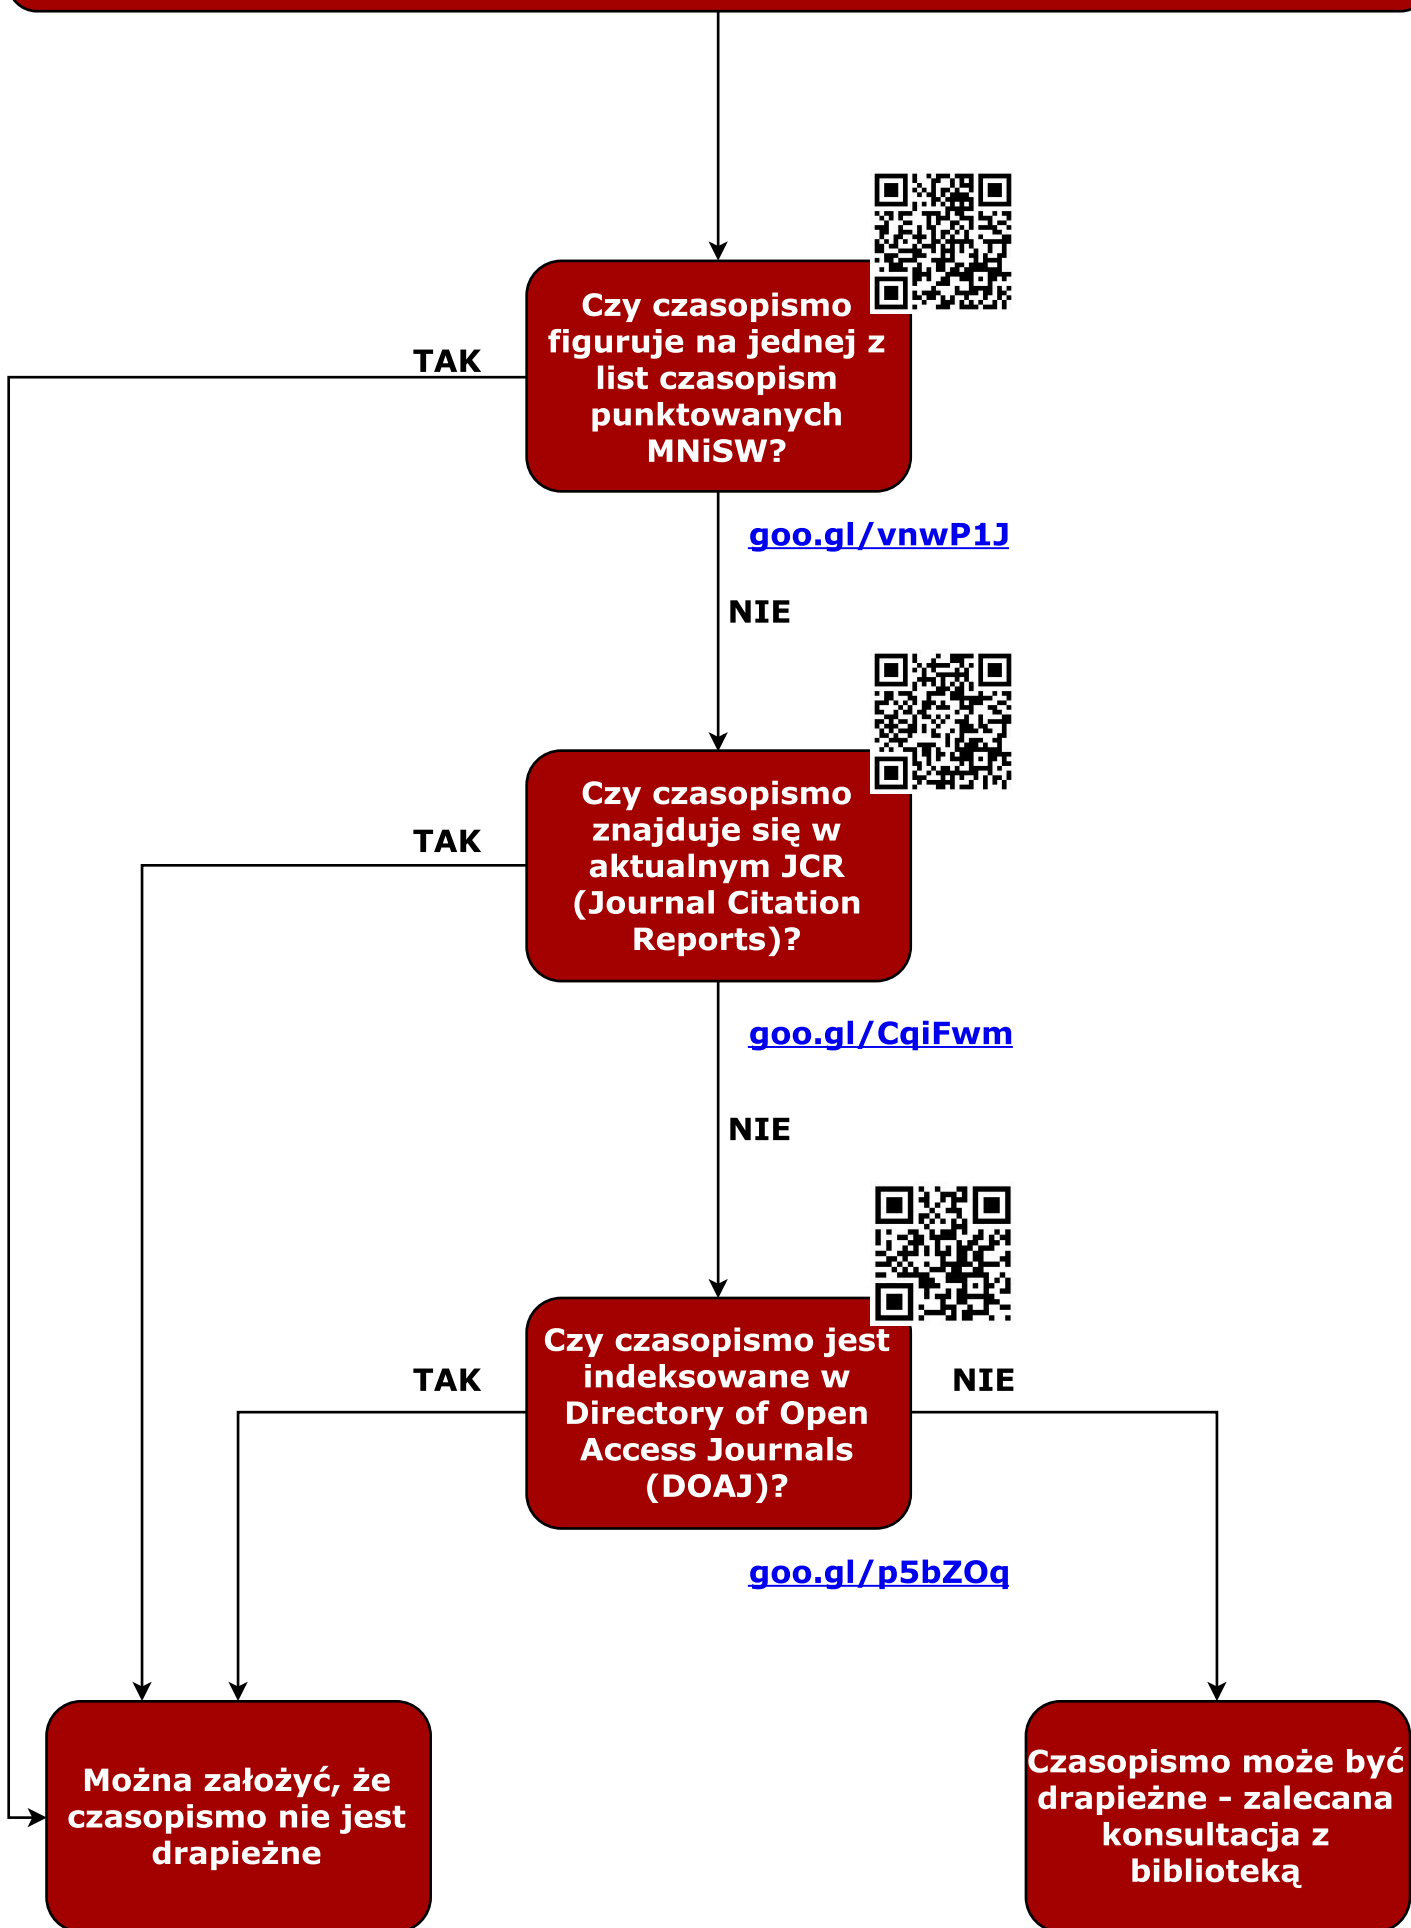 Czy czasopismo
figuruje na jednej z
list czasopism
punktowanych
MNiSW?
TAK
goo.gl/vnwP1J
NIE
Czy czasopismo
znajduje się w
aktualnym JCR
(Journal Citation
Reports)?
TAK
goo.gl/CqiFwm
NIE
Czy czasopismo jest
indeksowane w
Directory of Open
Access Journals
(DOAJ)?
TAK
NIE
goo.gl/p5bZOq
Można założyć, że
czasopismo nie jest
drapieżne
Czasopismo może być
drapieżne - zalecana
konsultacja z
biblioteką